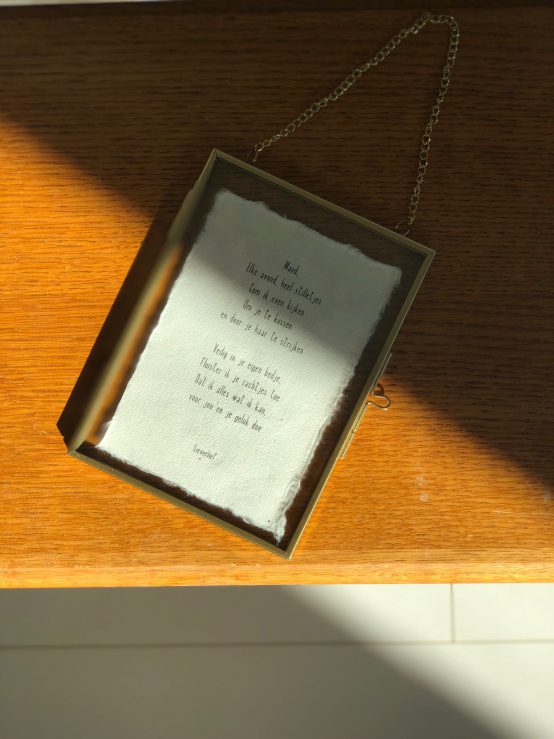 Maud,
Elke avond, heel stilletjes
Kom ik even kijken
Om je te kussen
en door je haar te strijken
Veilig in je eigen bedje,
Fluister ik je zachtjes toe
Dat ik alles wat ik kan,
voor jou en je geluk doe.
lieverhef.